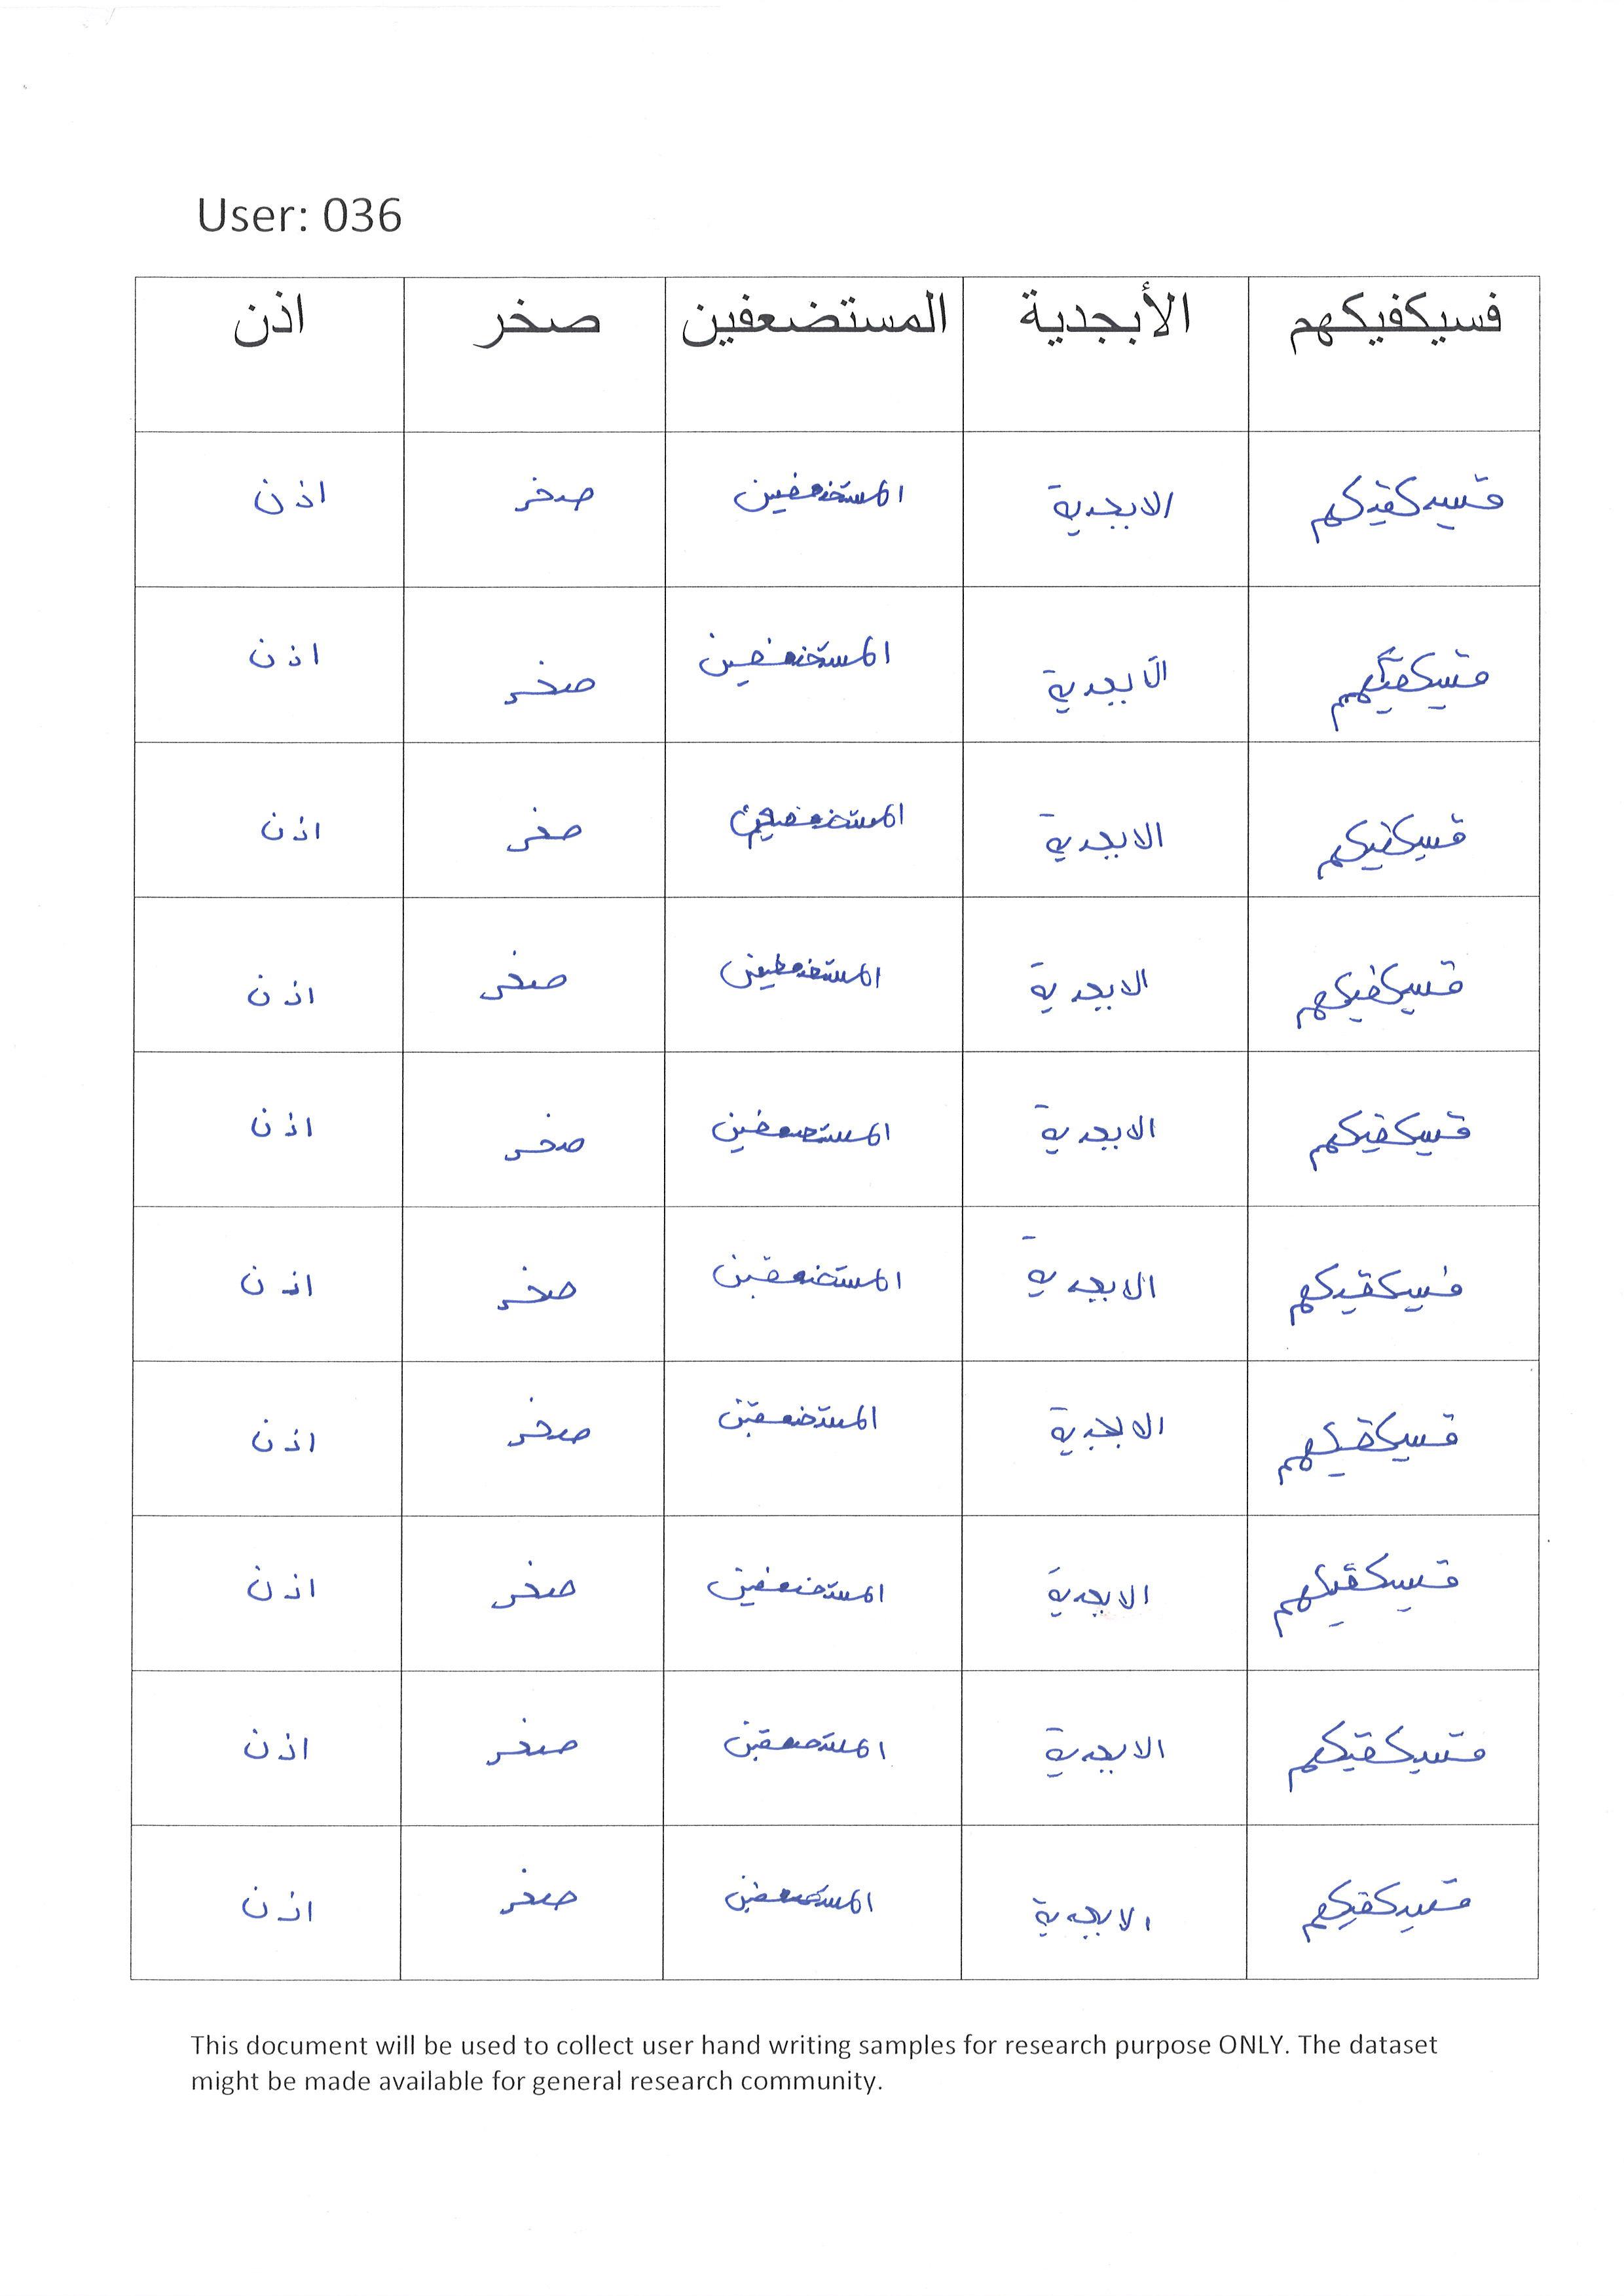 User: 036
فسيكفيكهم الأبجدية المستضعفين صخر اذن
فسيكفيكهم الابجدية المستضعفين صخر اذن
فسيكفيكهم الابجدية المستضعفين صخر اذن
فسيكفيكهم الابجدية المستضعفين صخر اذن
فسيكفيكهم الابجدية المستضعفين صخر اذن
فسيكفيكهم الابجدية المستضعفين صخر اذن
فسيكفيكهم الابجدية المستضعفين صخر اذن
فسيكفيكهم الابجدية المستضعفين صخر اذن
فسيكفيكهم الابجدية المستضعفين صخر اذن
فسيكفيكهم الابجدية المستضعفين صخر اذن
فسيكفيكهم الابجدية المستضعفين صخر اذن
This document will be used to collect user hand writing samples for research purpose ONLY. The dataset
might be made available for general research community.